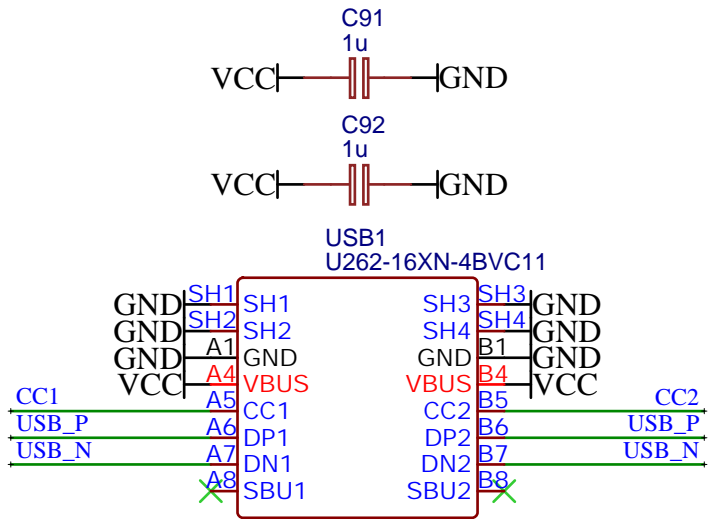 C91
1u
VCC GND
C92
1u
VCC GND
USB1
U262-16XN-4BVC11
GND SH1 SH1 SH3 SH3 GND
GND SH2 SH2 SH4 SH4 GND
GND A1 GND GND B1 GND
VCC A4 VBUS VBUS B4 VCC
CC1 A5 CC1 CC2 B5 CC2
USB_P A6 DP1 DP2 B6 USB_P
USB_N A7 DN1 DN2 B7 USB_N
A8 SBU1 SBU2 B8